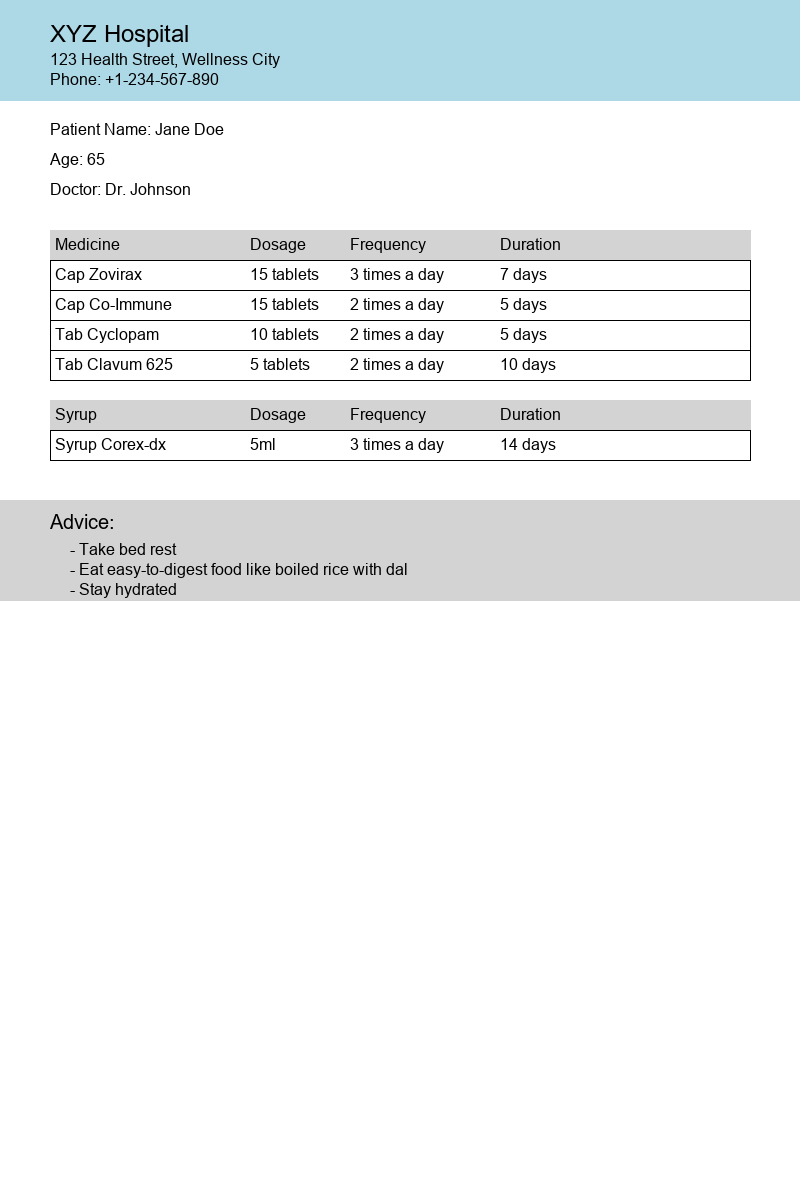 XYZ Hospital
123 Health Street, Wellness City
Phone: +1-234-567-890
Patient Name: Jane Doe
Age: 65
Doctor: Dr. Johnson
Medicine Dosage Frequency Duration
Cap Zovirax 15 tablets 3 times a day 7 days
Cap Co-Immune 15 tablets 2 times a day 5 days
Tab Cyclopam 10 tablets 2 times a day 5 days
Tab Clavum 625 5 tablets 2 times a day 10 days
Syrup Dosage Frequency Duration
Syrup Corex-dx 5ml 3 times a day 14 days
Advice:
- Take bed rest
- Eat easy-to-digest food like boiled rice with dal
- Stay hydrated